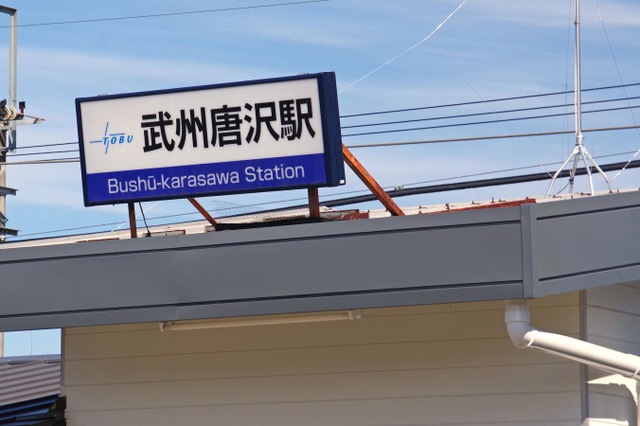 TOBU 武州唐沢駅
Bushū-karasawa Station